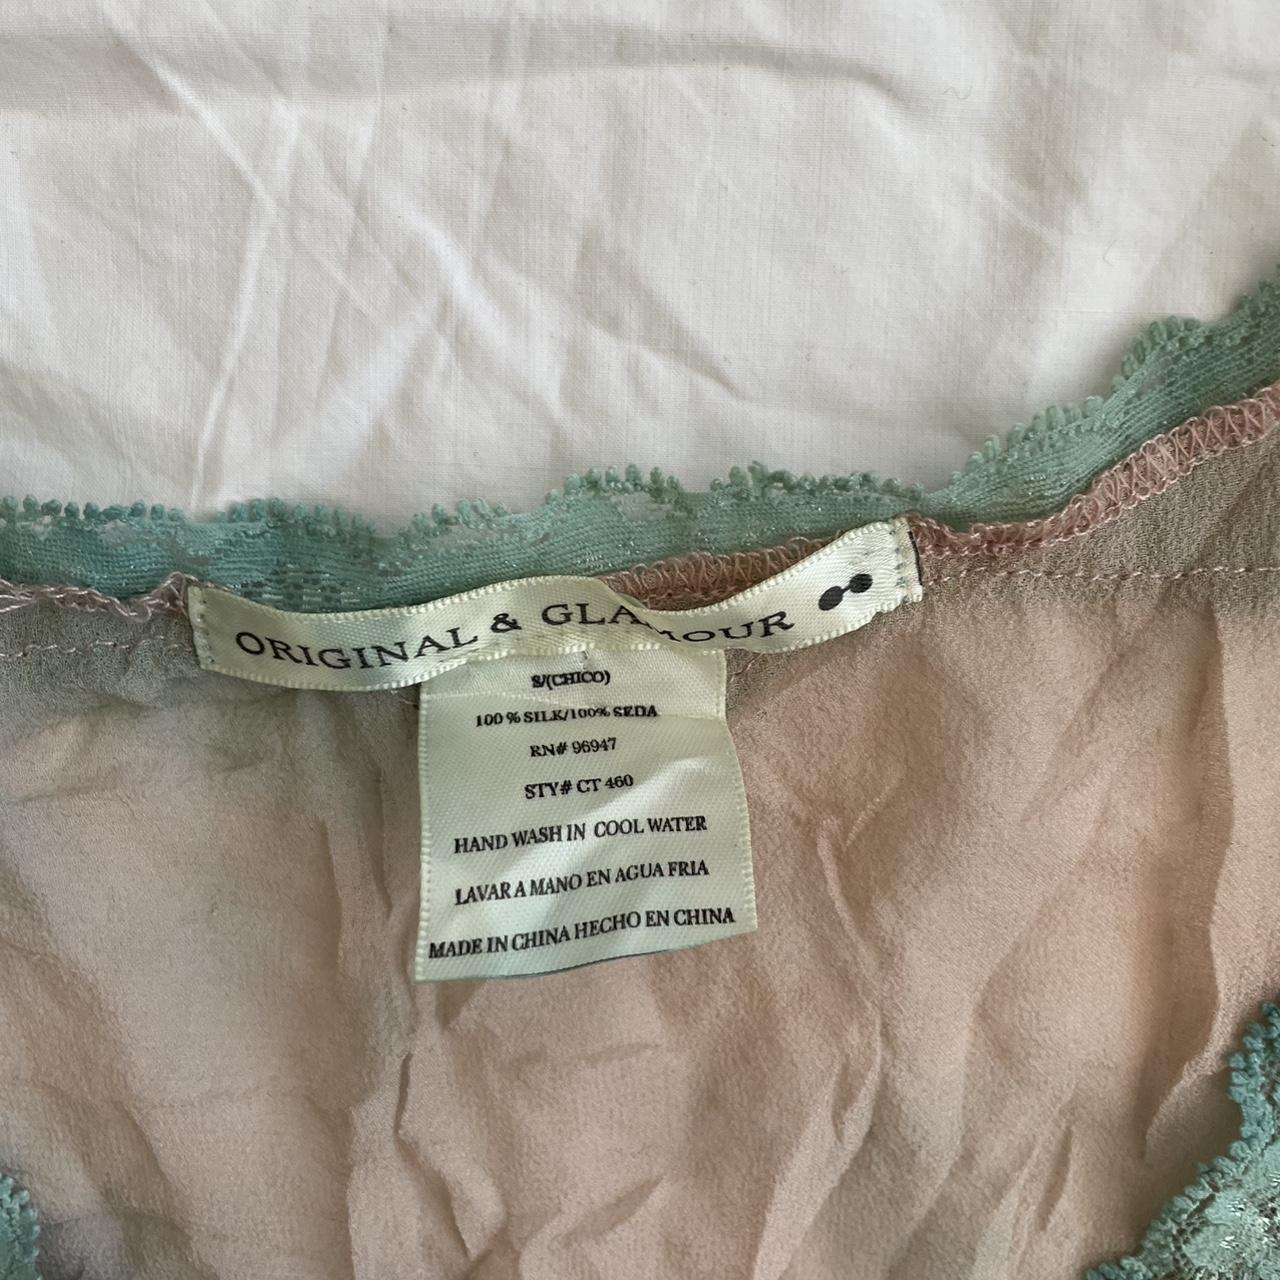 ORIGINAL & GLAMOUR
S/(CHICO)
100 % SILK/100% SEDA
RN# 96947
STY# CT 460
HAND WASH IN COOL WATER
LAVAR A MANO EN AGUA FRIA
MADE IN CHINA HECHO EN CHINA